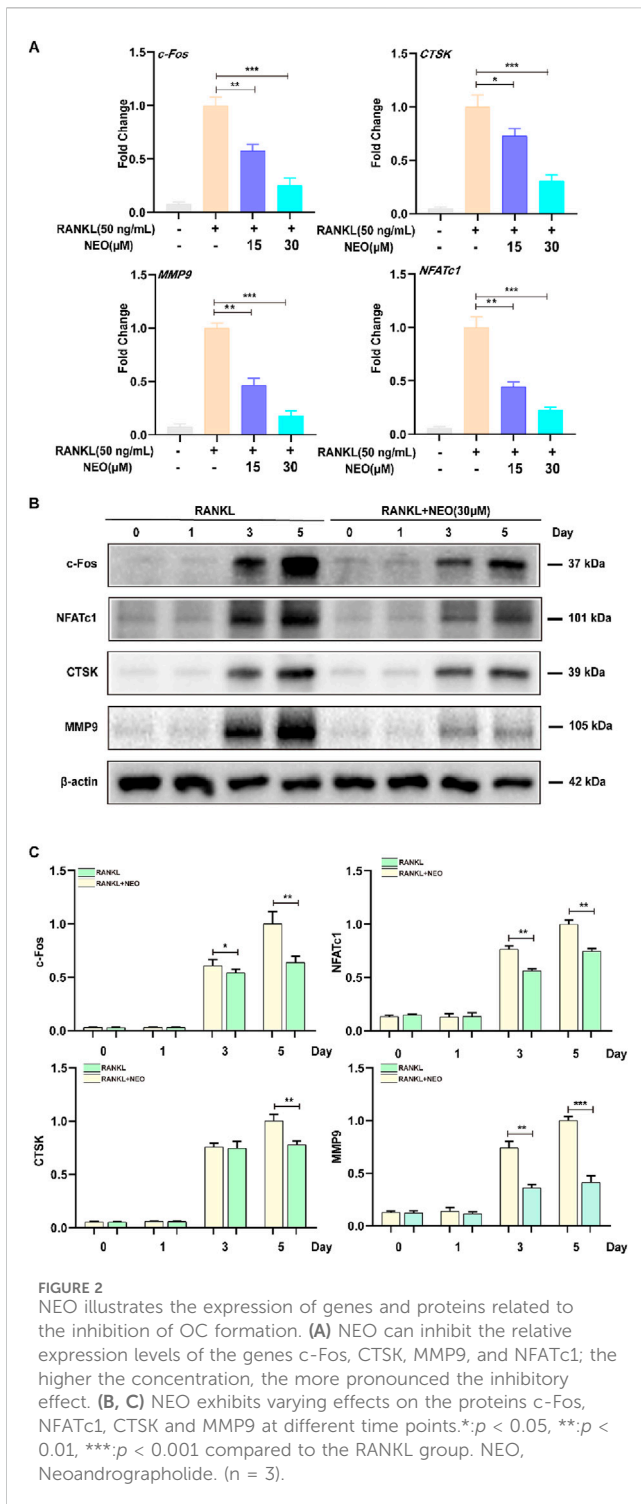 A
c-Fos
CTSK
Fold Change
1.5
1.0
0.5
0.0
**
***
Fold Change
1.5
1.0
0.5
0.0
*
***
RANKL(50 ng/mL) - + + +
NEO(μM) - - 15 30
RANKL(50 ng/mL) - + + +
NEO(μM) - - 15 30
MMP9
NFATc1
Fold Change
1.5
1.0
0.5
0.0
**
***
Fold Change
1.5
1.0
0.5
0.0
**
***
RANKL(50 ng/mL) - + + +
NEO(μM) - - 15 30
RANKL(50 ng/mL) - + + +
NEO(μM) - - 15 30
B
RANKL RANKL+NEO(30μM)
0 1 3 5 0 1 3 5 Day
c-Fos 37 kDa
NFATc1 101 kDa
CTSK 39 kDa
MMP9 105 kDa
β-actin 42 kDa
C
c-Fos
1.5
1.0
0.5
0.0
RANKL
RANKL+NEO
*
**
0 1 3 5 Day
NFATc1
1.5
1.0
0.5
0.0
RANKL
RANKL+NEO
**
**
0 1 3 5 Day
CTSK
1.5
1.0
0.5
0.0
RANKL
RANKL+NEO
**
0 1 3 5 Day
MMP9
1.5
1.0
0.5
0.0
RANKL
RANKL+NEO
**
***
0 1 3 5 Day
FIGURE 2
NEO illustrates the expression of genes and proteins related to
the inhibition of OC formation. (A) NEO can inhibit the relative
expression levels of the genes c-Fos, CTSK, MMP9, and NFATc1; the
higher the concentration, the more pronounced the inhibitory
effect. (B, C) NEO exhibits varying effects on the proteins c-Fos,
NFATc1, CTSK and MMP9 at different time points.*:p < 0.05, **:p <
0.01, ***:p < 0.001 compared to the RANKL group. NEO,
Neoandrographolide. (n = 3).